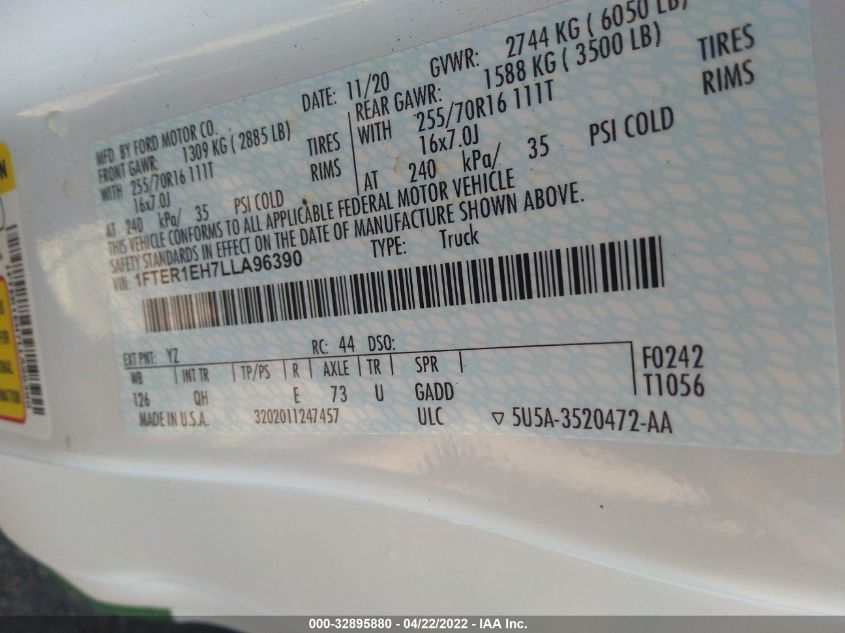 MFD. BY FORD MOTOR CO.
DATE: 11/20 GVWR: 2744 KG ( 6050 LB)
FRONT GAWR: 1309 KG ( 2885 LB) REAR GAWR: 1588 KG ( 3500 LB)
WITH 255/70R16 111T TIRES WITH 255/70R16 111T TIRES
16x7.0J RIMS 16x7.0J RIMS
AT 240 kPa/ 35 PSI COLD AT 240 kPa/ 35 PSI COLD
THIS VEHICLE CONFORMS TO ALL APPLICABLE FEDERAL MOTOR VEHICLE
SAFETY STANDARDS IN EFFECT ON THE DATE OF MANUFACTURE SHOWN ABOVE.
VIN: 1FTER1EH7LLA96390 TYPE: Truck
EXT PNT: YZ RC: 44 DSO:
WB INT TR TP/PS R AXLE TR SPR F0242
126 QH E 73 U GADD T1056
MADE IN U.S.A. 3202011247457 ULC ▽ 5U5A-3520472-AA
000-32895880 - 04/22/2022 - IAA Inc.